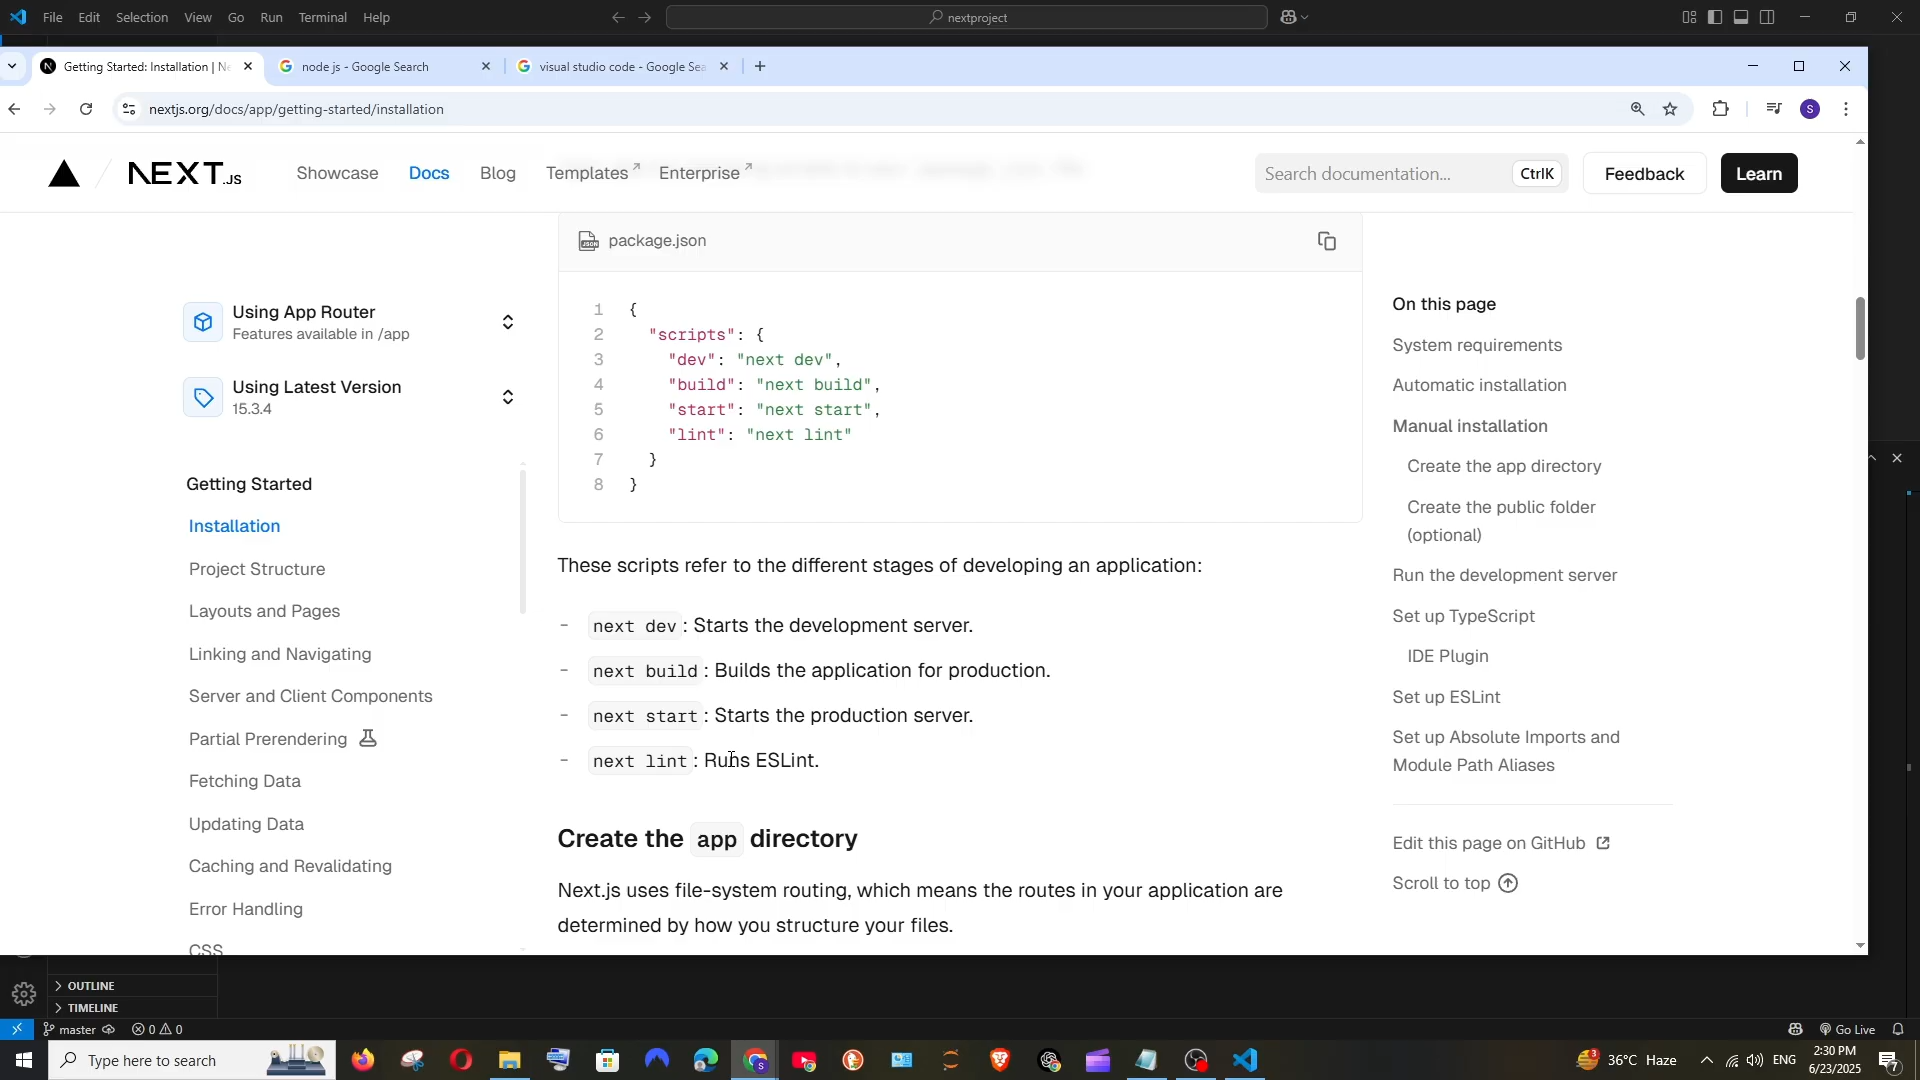 File Edit Selection View Go Run Terminal Help
nextproject
Getting Started: Installation | Ne
node js - Google Search
visual studio code - Google Sea
nextjs.org/docs/app/getting-started/installation
S
NEXT.JS
Showcase Docs Blog Templates Enterprise
Search documentation... CtrlK
Feedback
Learn
Using App Router
Features available in /app
Using Latest Version
15.3.4
Getting Started
Installation
Project Structure
Layouts and Pages
Linking and Navigating
Server and Client Components
Partial Prerendering
Fetching Data
Updating Data
Caching and Revalidating
Error Handling
CSS
package.json
1 {
2 "scripts": {
3 "dev": "next dev",
4 "build": "next build",
5 "start": "next start",
6 "lint": "next lint"
7 }
8 }
These scripts refer to the different stages of developing an application:
- next dev: Starts the development server.
- next build: Builds the application for production.
- next start: Starts the production server.
- next lint: Runs ESLint.
Create the app directory
Next.js uses file-system routing, which means the routes in your application are
determined by how you structure your files.
On this page
System requirements
Automatic installation
Manual installation
Create the app directory
Create the public folder
(optional)
Run the development server
Set up TypeScript
IDE Plugin
Set up ESLint
Set up Absolute Imports and
Module Path Aliases
Edit this page on GitHub
Scroll to top
OUTLINE
TIMELINE
master 0 0
Go Live
Type here to search
36°C Haze
ENG
2:30 PM
6/23/2025
7